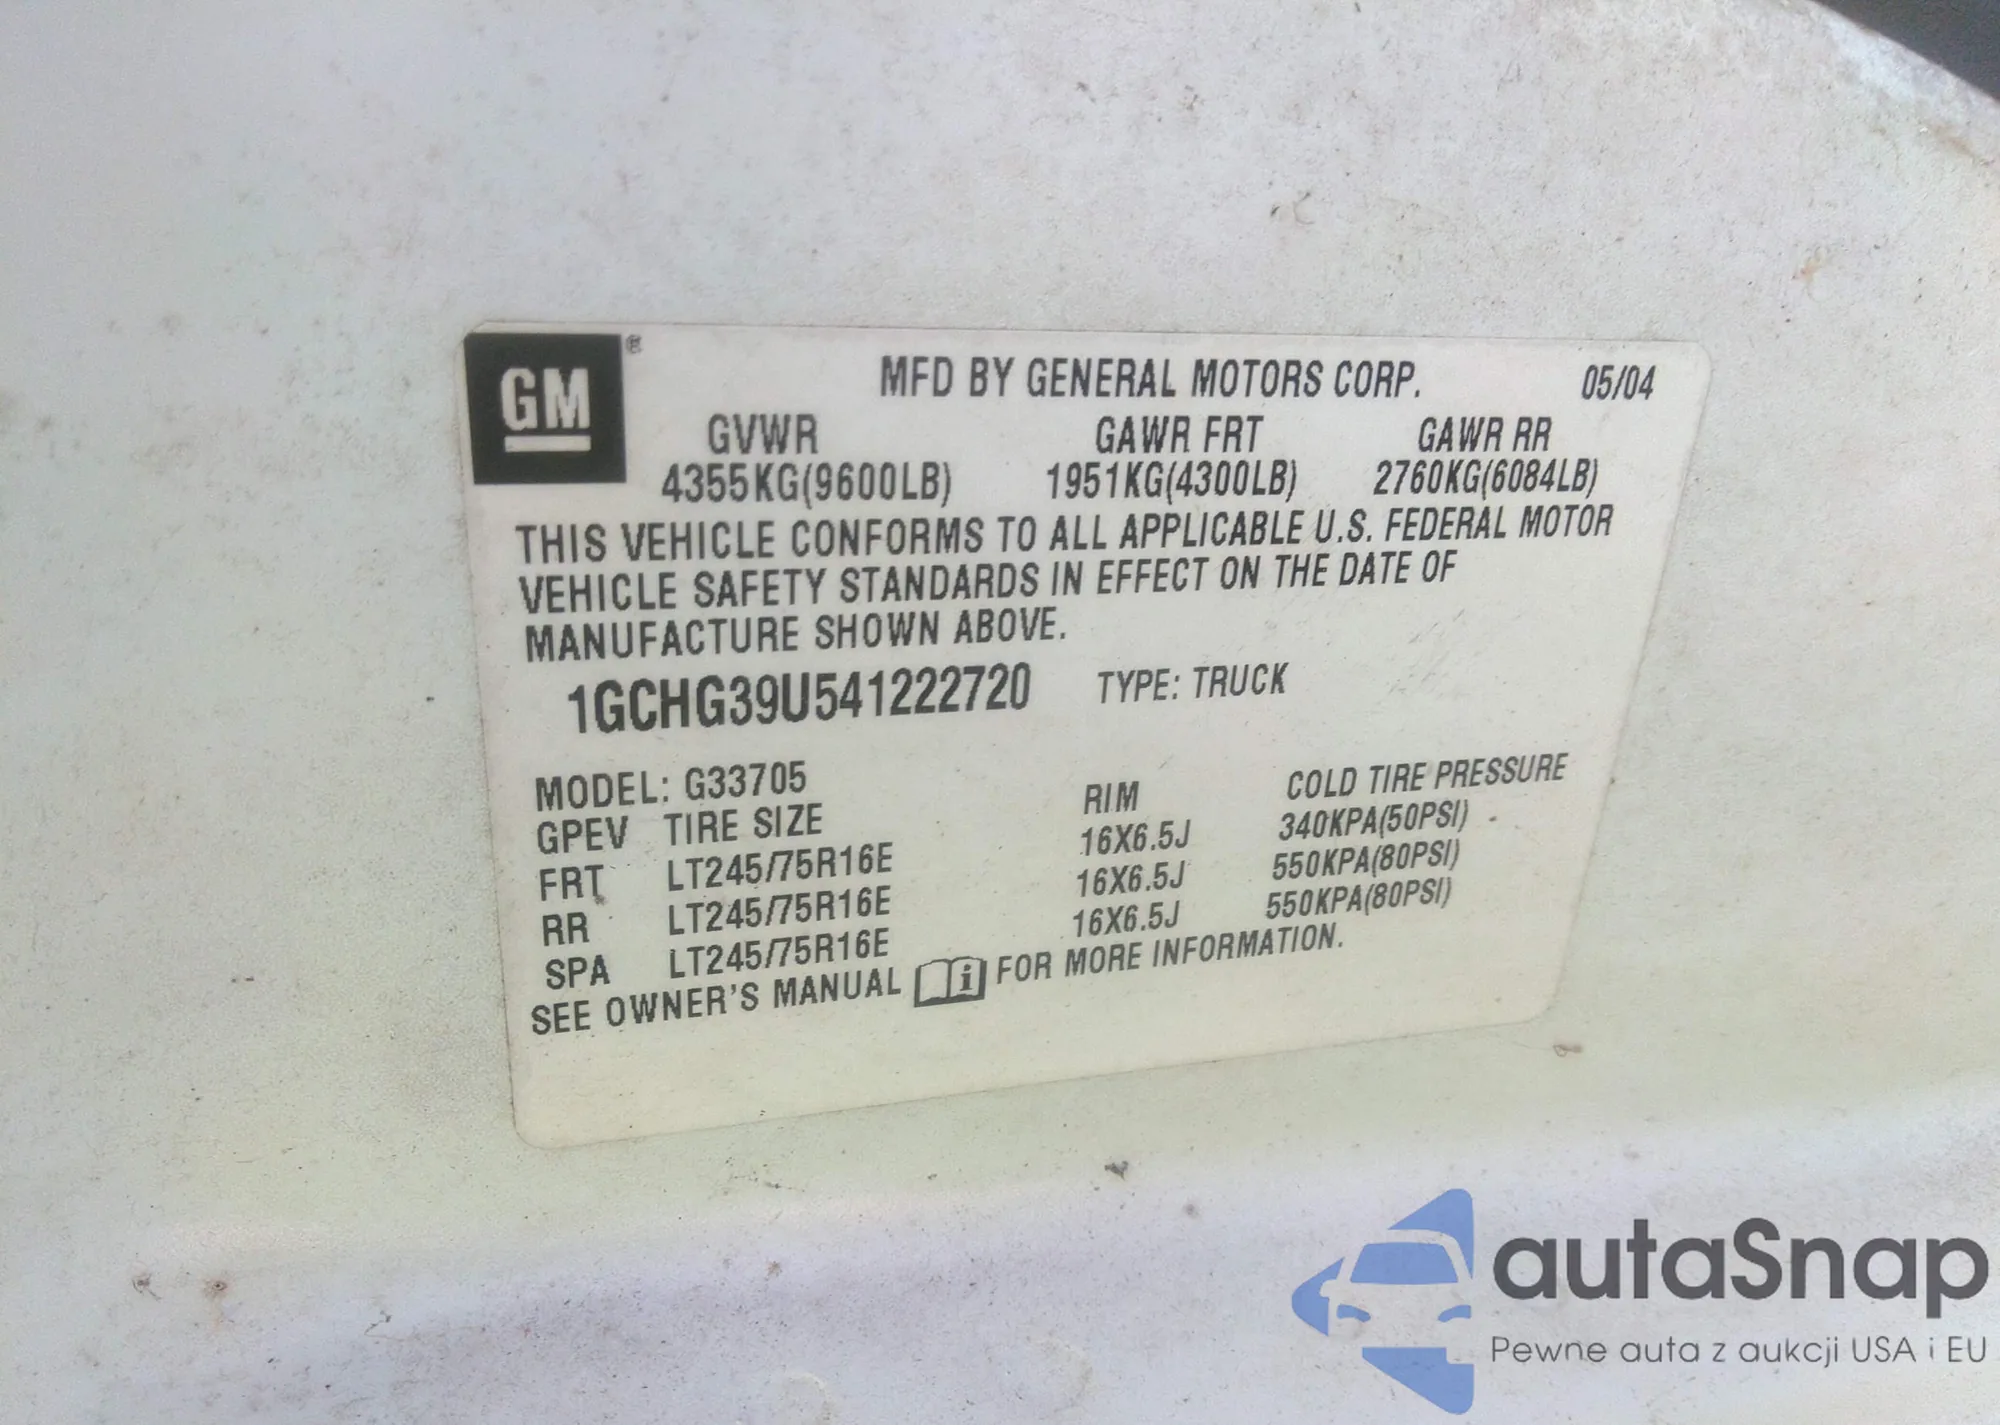 GM ®
MFD BY GENERAL MOTORS CORP. 05/04
GVWR GAWR FRT GAWR RR
4355KG(9600LB) 1951KG(4300LB) 2760KG(6084LB)
THIS VEHICLE CONFORMS TO ALL APPLICABLE U.S. FEDERAL MOTOR
VEHICLE SAFETY STANDARDS IN EFFECT ON THE DATE OF
MANUFACTURE SHOWN ABOVE.
1GCHG39U541222720 TYPE: TRUCK
MODEL: G33705
GPEV TIRE SIZE RIM COLD TIRE PRESSURE
FRT LT245/75R16E 16X6.5J 340KPA(50PSI)
RR LT245/75R16E 16X6.5J 550KPA(80PSI)
SPA LT245/75R16E 16X6.5J 550KPA(80PSI)
SEE OWNER'S MANUAL FOR MORE INFORMATION.
autaSnap
Pewne auta z aukcji USA i EU